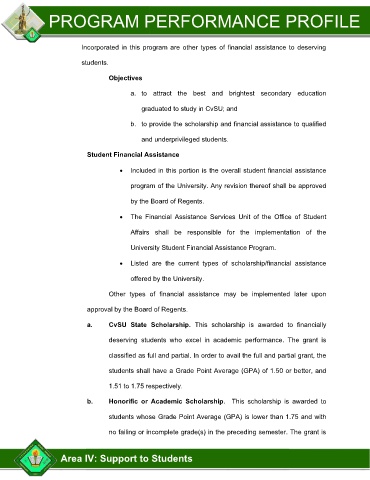 PROGRAM PERFORMANCE PROFILE
Incorporated in this program are other types of financial assistance to deserving
students.
Objectives
a. to attract the best and brightest secondary education
graduated to study in CvSU; and
b. to provide the scholarship and financial assistance to qualified
and underprivileged students.
Student Financial Assistance
• Included in this portion is the overall student financial assistance
program of the University. Any revision thereof shall be approved
by the Board of Regents.
• The Financial Assistance Services Unit of the Office of Student
Affairs shall be responsible for the implementation of the
University Student Financial Assistance Program.
• Listed are the current types of scholarship/financial assistance
offered by the University.
Other types of financial assistance may be implemented later upon
approval by the Board of Regents.
a. CvSU State Scholarship. This scholarship is awarded to financially
deserving students who excel in academic performance. The grant is
classified as full and partial. In order to avail the full and partial grant, the
students shall have a Grade Point Average (GPA) of 1.50 or better, and
1.51 to 1.75 respectively
b. Honorific or Academic Scholarship. This scholarship is awarded to
students whose Grade Point Average (GPA) is lower than 1.75 and with
no failing or incomplete grade(s) in the preceding semester. The grant is
Area IV: Support to Students